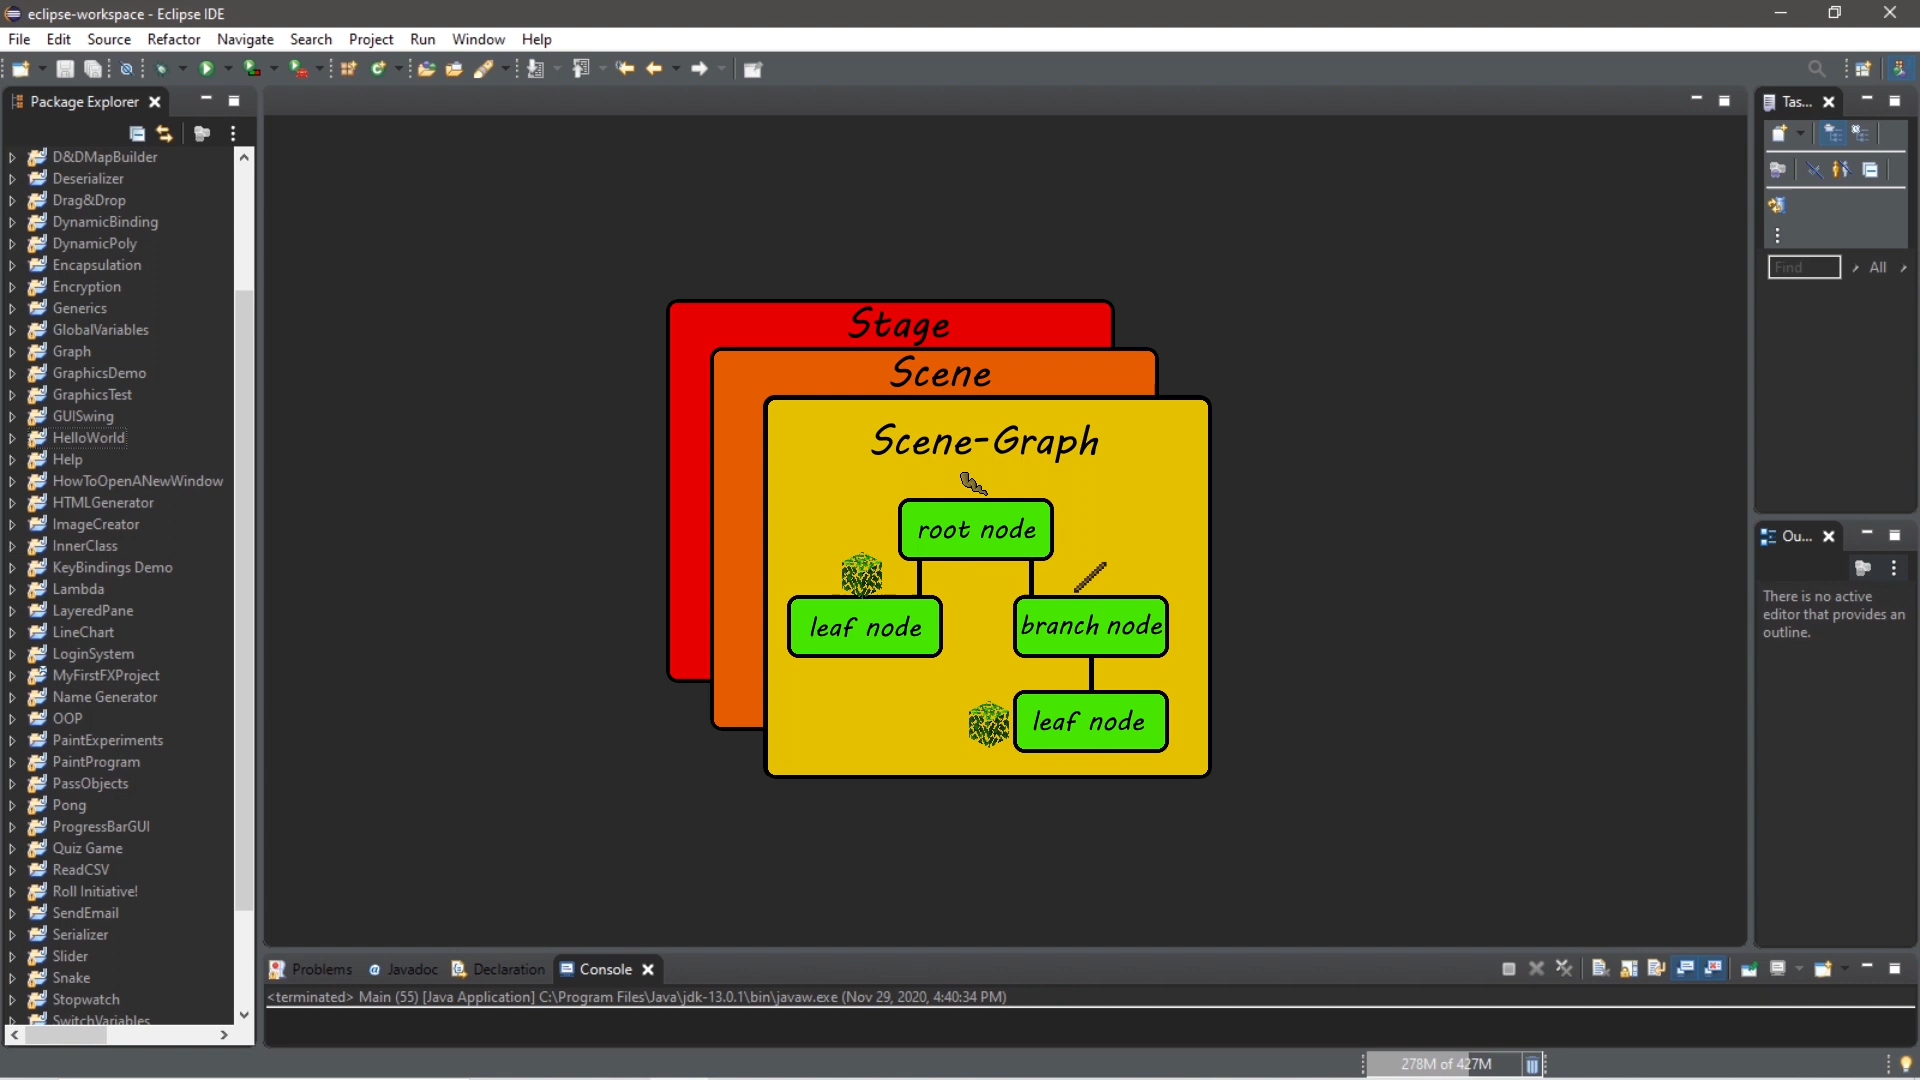 eclipse-workspace - Eclipse IDE
File Edit Source Refactor Navigate Search Project Run Window Help
Package Explorer
D&DMapBuilder
Deserializer
Drag&Drop
DynamicBinding
DynamicPoly
Encapsulation
Encryption
Generics
GlobalVariables
Graph
GraphicsDemo
GraphicsTest
GUISwing
HelloWorld
Help
HowToOpenANewWindow
HTMLGenerator
ImageCreator
InnerClass
KeyBindings Demo
Lambda
LayeredPane
LineChart
LoginSystem
MyFirstFXProject
Name Generator
OOP
PaintExperiments
PaintProgram
PassObjects
Pong
ProgressBarGUI
Quiz Game
ReadCSV
Roll Initiative!
SendEmail
Serializer
Slider
Snake
Stopwatch
SwitchVariables
Stage
Scene
Scene-Graph
root node
leaf node
branch node
leaf node
Tas...
Find
All
Ou...
There is no active
editor that provides an
outline.
Problems Javadoc Declaration Console
<terminated> Main (55) [Java Application] C:\Program Files\Java\jdk-13.0.1\bin\javaw.exe (Nov 29, 2020, 4:40:34 PM)
278M of 427M